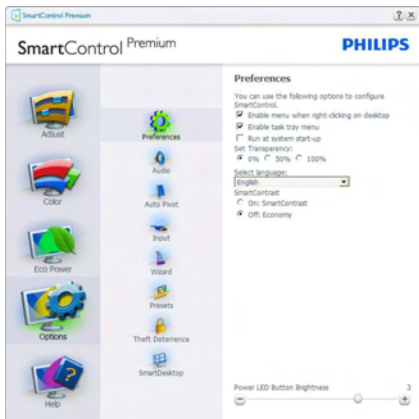 SmartControl Premium
SmartControl Premium
PHILIPS
Adjust
Color
Eco Power
Options
Help
Preferences
Audio
Auto Pivot
Input
Wizard
Presets
Theft Deterrence
SmartDesktop
Preferences
You can use the following options to configure
SmartControl.
Enable menu when right-clicking on desktop
Enable task tray menu
Run at system start-up
Set Transparency:
0% 50% 100%
Select language:
English
SmartContrast
On: SmartContrast
Off: Economy
Power LED Button Brightness 3